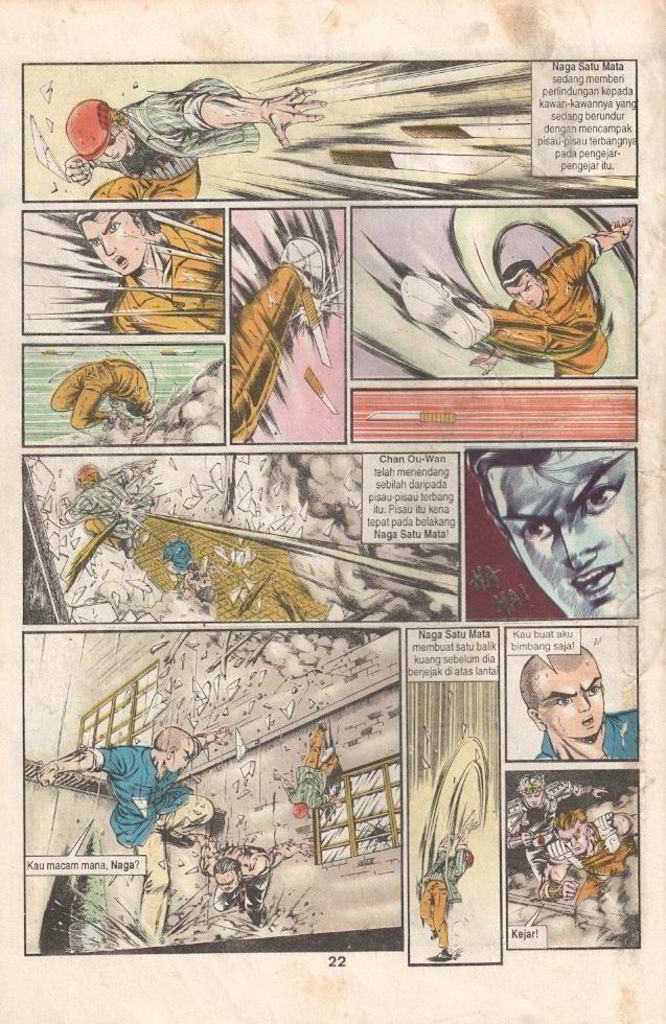 Naga Satu Mata
sedang memberi
perlindungan kepada
kawan-kawannya yang
sedang berundur
dengan mencampak
pisau-pisau terbangnya
pada pengejar-
pengejar itu.
Chan Ou-Wan
telah menendang
sebilah daripada
pisau-pisau terbang
itu. Pisau itu kena
tepat pada belakang
Naga Satu Mata!
HA
HA!
Kau macam mana, Naga?
Naga Satu Mata
membuat satu balik
kuang sebelum dia
berjejak di atas lantai
Kau buat aku
bimbang saja!
Kejar!
22